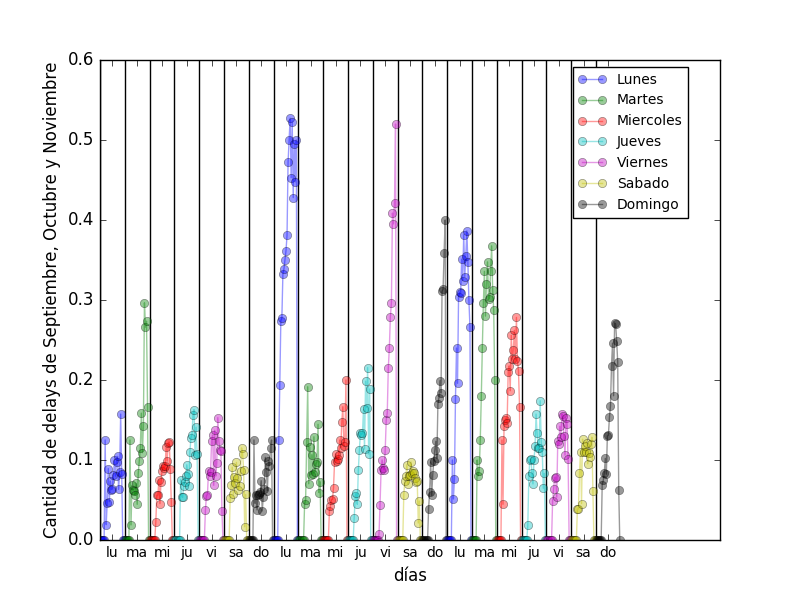 Cantidad de delays de Septiembre, Octubre y Noviembre
0.6
0.5
0.4
0.3
0.2
0.1
0.0
Lunes
Martes
Miercoles
Jueves
Viernes
Sabado
Domingo
lu ma mi ju vi sa do lu ma mi ju vi sa do lu ma mi ju vi sa do
días